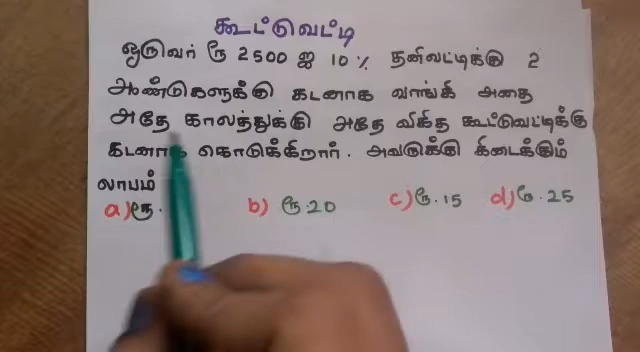 கூட்டுவட்டி
ஒருவர் ரூ 2500 ஐ 10% தனிவட்டிக்கு 2
ஆண்டுகளுக்கு கடனாக வாங்கி அதை
அதே காலத்துக்கு அதே விகித கூட்டுவட்டிக்கு
கடனாக கொடுக்கிறார். அவருக்கு கிடைக்கும்
லாபம்
a) ரூ. b) ரூ.20 c) ரூ.15 d) ரூ.25